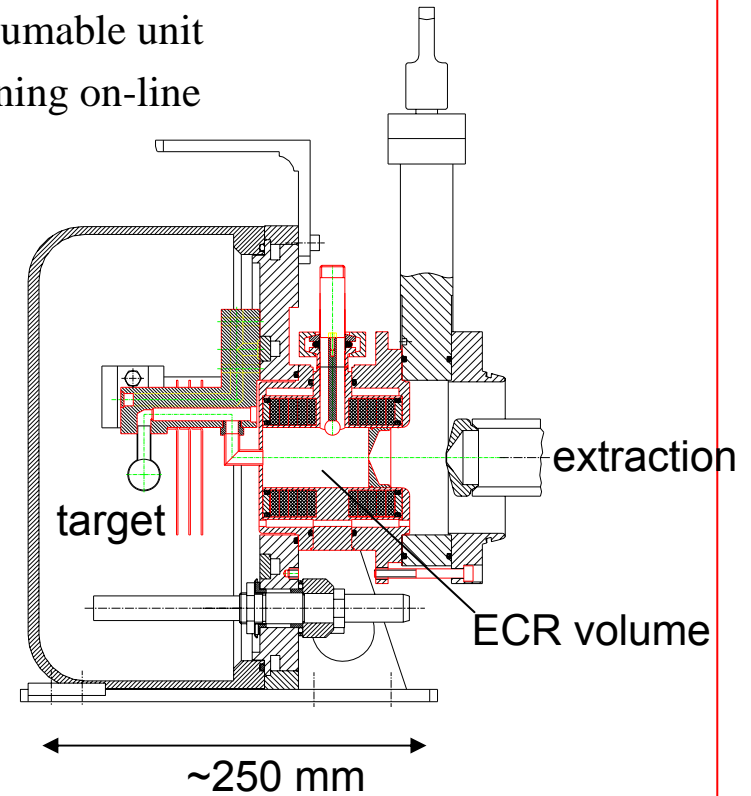 umable unit
ning on-line
extraction
target
ECR volume
~250 mm